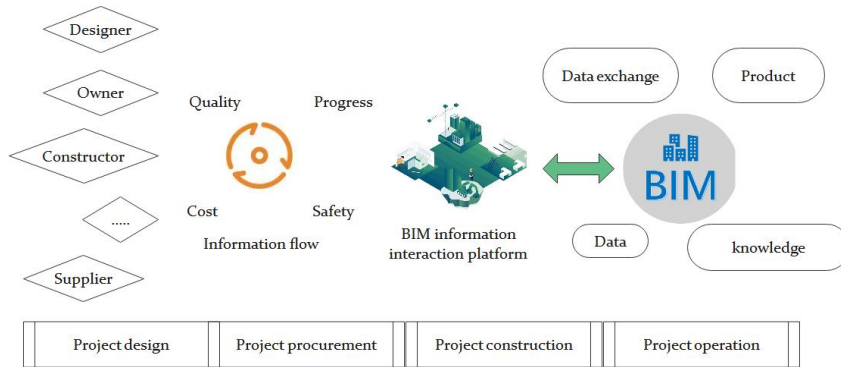 Designer
Owner
Constructor
.....
Supplier
Quality
Progress
Cost
Safety
Information flow
BIM information
interaction platform
Data exchange
Product
BIM
Data
knowledge
Project design
Project procurement
Project construction
Project operation